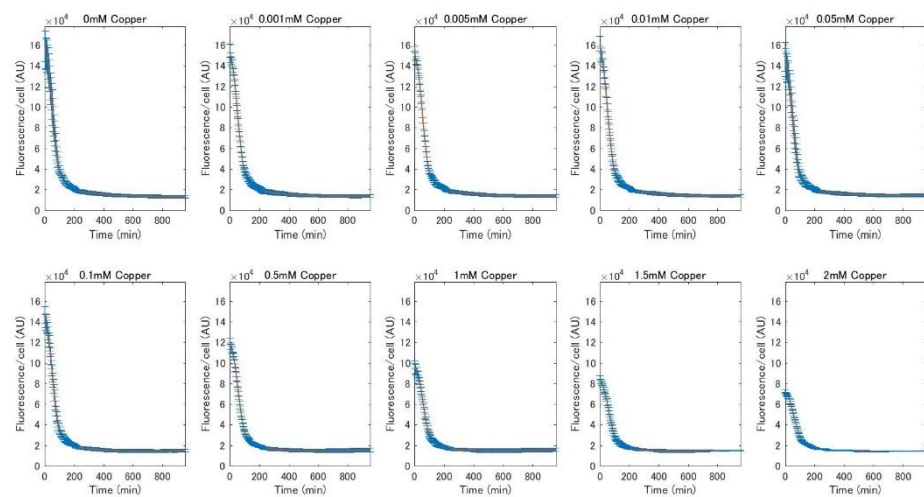 0mM Copper
×10⁴
Fluorescence/cell (AU)
16
14
12
10
8
6
4
2
0
0 200 400 600 800
Time (min)
0.001mM Copper
×10⁴
Fluorescence/cell (AU)
16
14
12
10
8
6
4
2
0
0 200 400 600 800
Time (min)
0.005mM Copper
×10⁴
Fluorescence/cell (AU)
16
14
12
10
8
6
4
2
0
0 200 400 600 800
Time (min)
0.01mM Copper
×10⁴
Fluorescence/cell (AU)
16
14
12
10
8
6
4
2
0
0 200 400 600 800
Time (min)
0.05mM Copper
×10⁴
Fluorescence/cell (AU)
16
14
12
10
8
6
4
2
0
0 200 400 600 800
Time (min)
0.1mM Copper
×10⁴
Fluorescence/cell (AU)
16
14
12
10
8
6
4
2
0
0 200 400 600 800
Time (min)
0.5mM Copper
×10⁴
Fluorescence/cell (AU)
16
14
12
10
8
6
4
2
0
0 200 400 600 800
Time (min)
1mM Copper
×10⁴
Fluorescence/cell (AU)
16
14
12
10
8
6
4
2
0
0 200 400 600 800
Time (min)
1.5mM Copper
×10⁴
Fluorescence/cell (AU)
16
14
12
10
8
6
4
2
0
0 200 400 600 800
Time (min)
2mM Copper
×10⁴
Fluorescence/cell (AU)
16
14
12
10
8
6
4
2
0
0 200 400 600 800
Time (min)